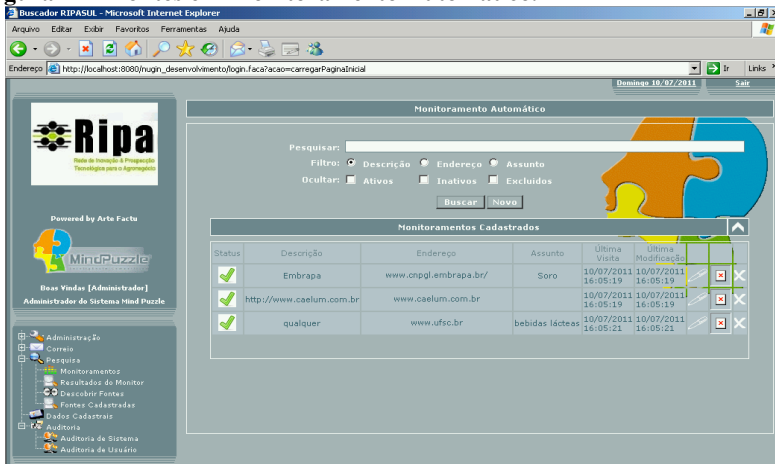 Buscador RIPASUL - Microsoft Internet Explorer
Arquivo Editar Exibir Favoritos Ferramentas Ajuda
Endereço http://localhost:8080/nugin_desenvolvimento/login.faca?acao=carregarPaginaInicial Ir Links
Domingo 10/07/2011 Sair
Ripa
Rede de Inovação & Prospecção
Tecnológica para o Agronegócio
Powered by Arte Factu
MindPuzzle
Boas Vindas [Administrador]
Administrador do Sistema Mind Puzzle
Administração
Correio
Pesquisa
Monitoramentos
Resultados do Monitor
Descobrir Fontes
Fontes Cadastradas
Dados Cadastrais
Auditoria
Auditoria de Sistema
Auditoria de Usuário
Monitoramento Automático
Pesquisar:
Filtro: Descrição Endereço Assunto
Ocultar: Ativos Inativos Excluídos
Buscar Novo
Monitoramentos Cadastrados
Status Descrição Endereço Assunto Última Visita Última Modificação
Embrapa www.cnpgl.embrapa.br/ Soro 10/07/2011 16:05:19 10/07/2011 16:05:19
http://www.caelum.com.br www.caelum.com.br 10/07/2011 16:05:19 10/07/2011 16:05:19
qualquer www.ufsc.br bebidas lácteas 10/07/2011 16:05:21 10/07/2011 16:05:21